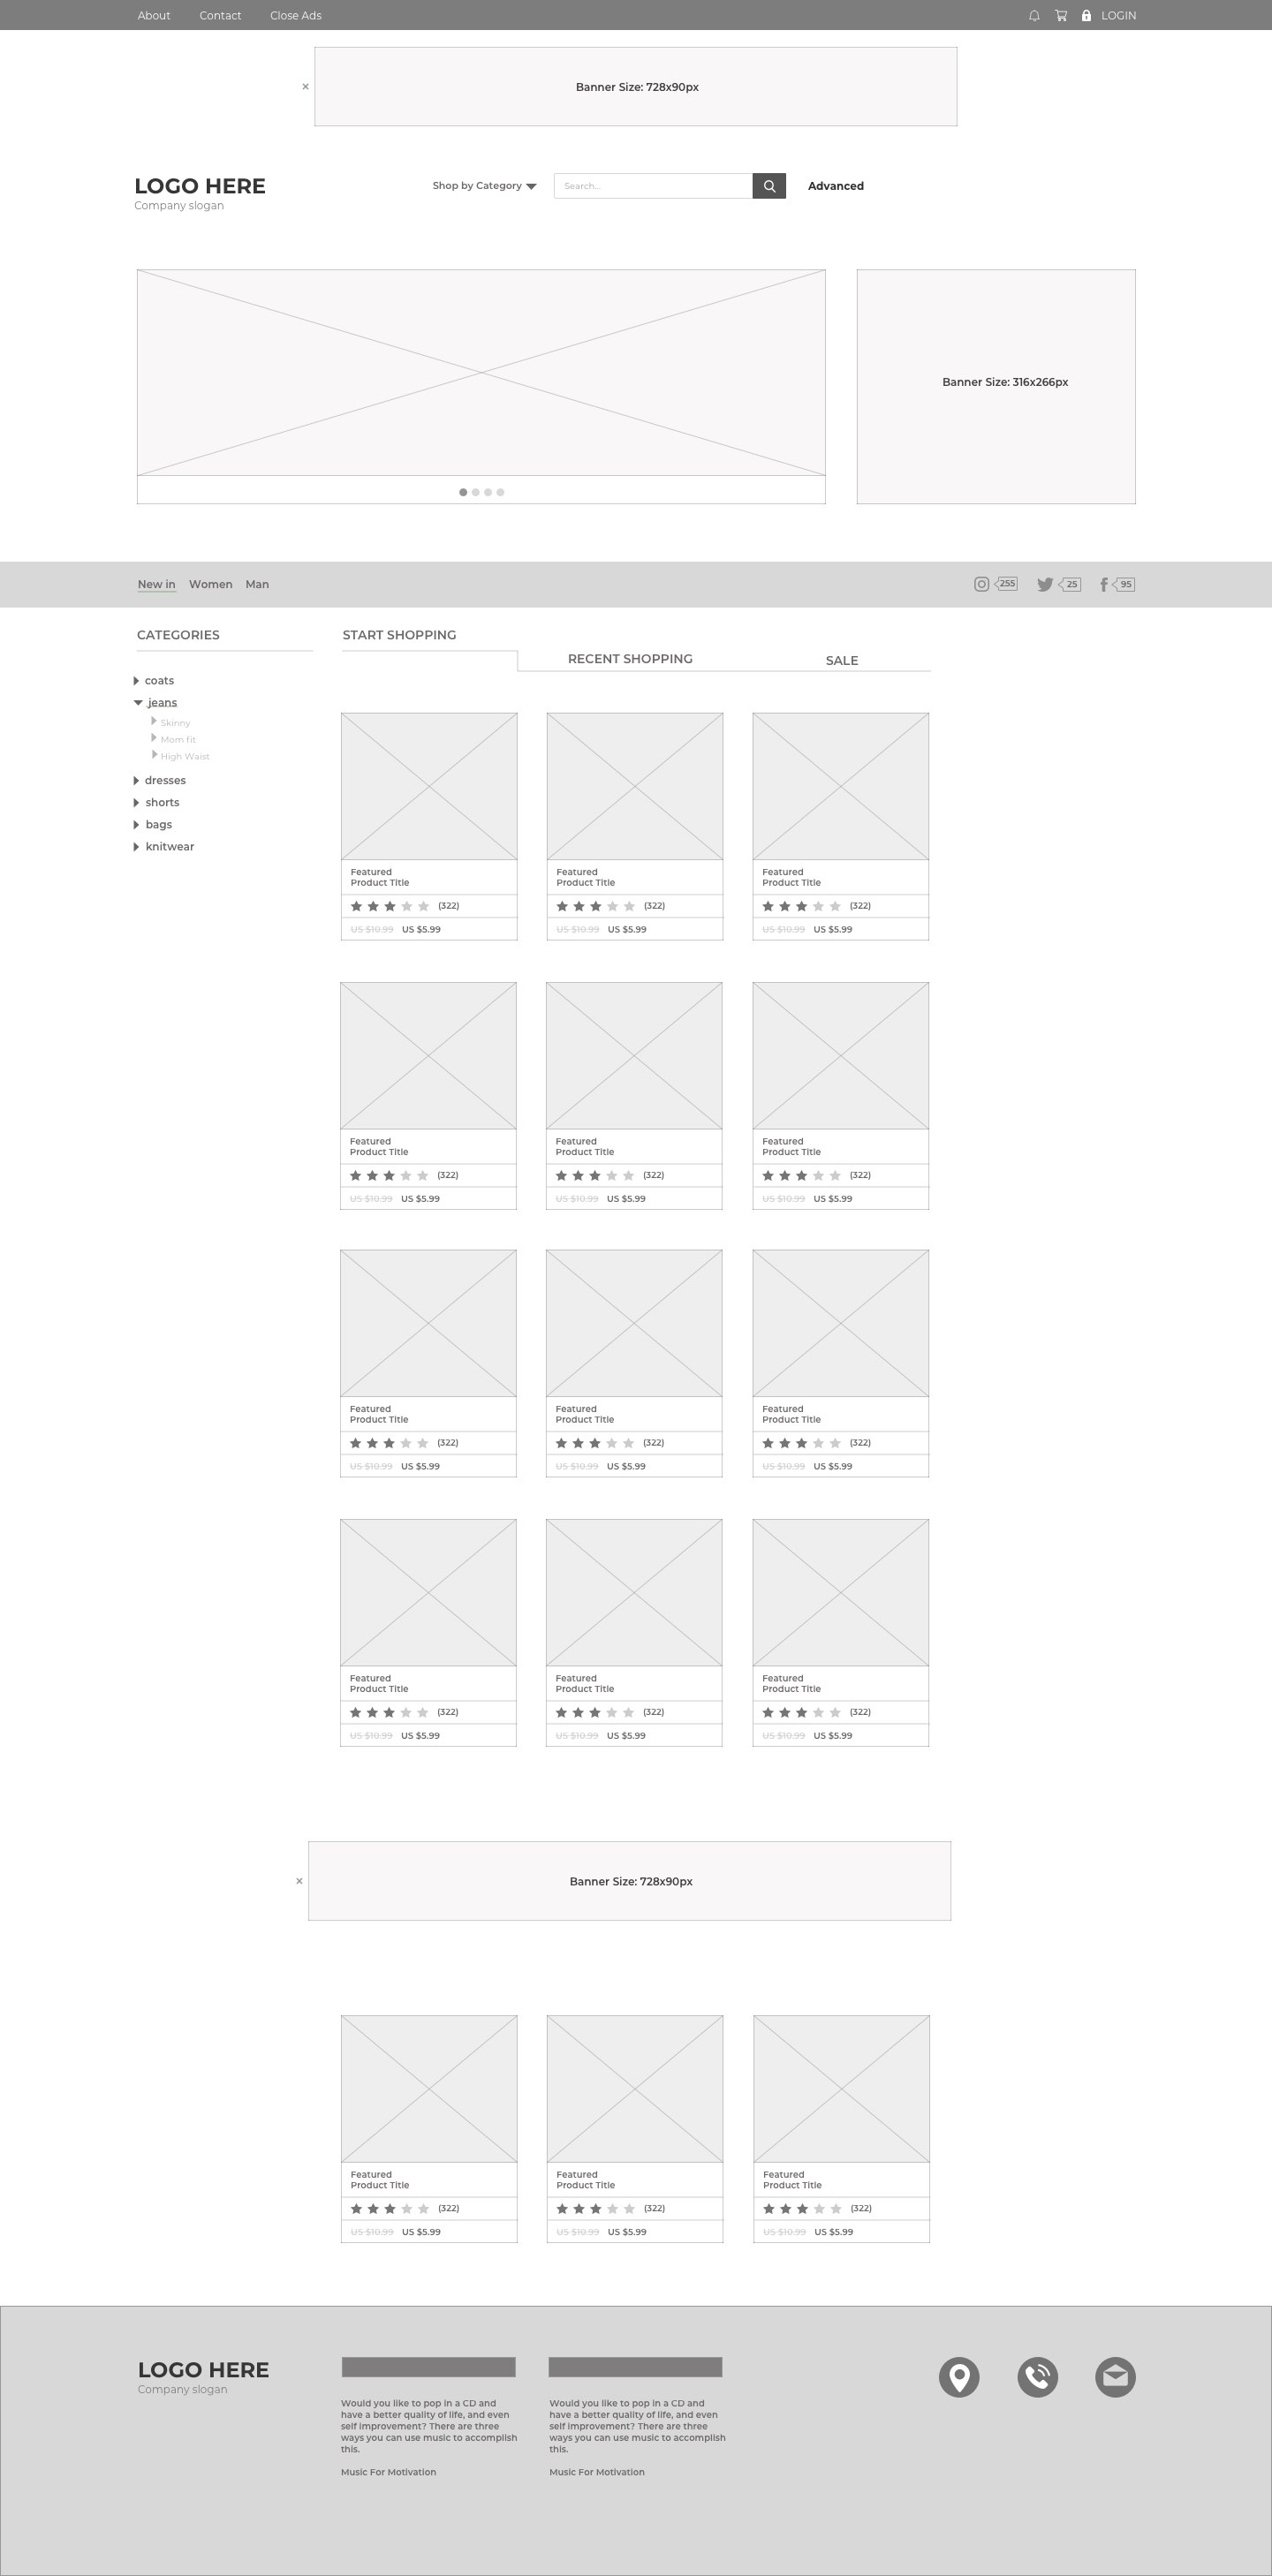 About Contact Close Ads LOGIN
Banner Size: 728x90px
LOGO HERE
Company slogan
Shop by Category Search... Advanced
Banner Size: 316x266px
New in Women Man 255 25 95
CATEGORIES
coats
jeans
Skinny
Mom fit
High Waist
dresses
shorts
bags
knitwear
START SHOPPING
RECENT SHOPPING
SALE
Featured
Product Title
(322)
US $10.99 US $5.99
Featured
Product Title
(322)
US $10.99 US $5.99
Featured
Product Title
(322)
US $10.99 US $5.99
Featured
Product Title
(322)
US $10.99 US $5.99
Featured
Product Title
(322)
US $10.99 US $5.99
Featured
Product Title
(322)
US $10.99 US $5.99
Featured
Product Title
(322)
US $10.99 US $5.99
Featured
Product Title
(322)
US $10.99 US $5.99
Featured
Product Title
(322)
US $10.99 US $5.99
Featured
Product Title
(322)
US $10.99 US $5.99
Featured
Product Title
(322)
US $10.99 US $5.99
Featured
Product Title
(322)
US $10.99 US $5.99
Banner Size: 728x90px
Featured
Product Title
(322)
US $10.99 US $5.99
Featured
Product Title
(322)
US $10.99 US $5.99
Featured
Product Title
(322)
US $10.99 US $5.99
LOGO HERE
Company slogan
Would you like to pop in a CD and
have a better quality of life, and even
self improvement? There are three
ways you can use music to accomplish
this.
Music For Motivation
Would you like to pop in a CD and
have a better quality of life, and even
self improvement? There are three
ways you can use music to accomplish
this.
Music For Motivation